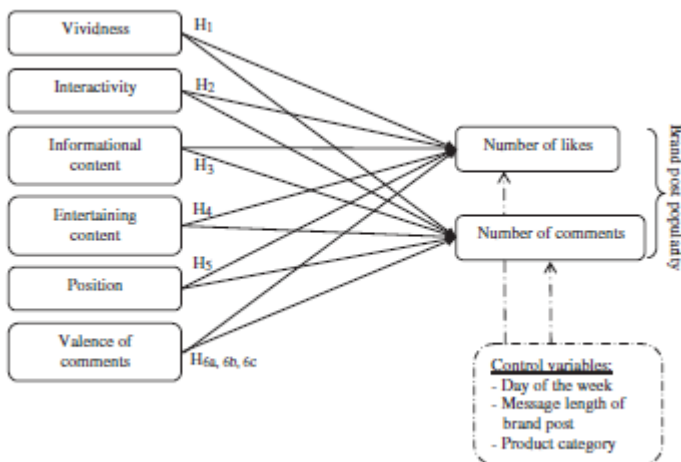 Vividness
H1
Interactivity
H2
Informational
content
H3
Entertaining
content
H4
Position
H5
Valence of
comments
H6a, 6b, 6c
Number of likes
Number of comments
Brand post popularity
Control variables:
- Day of the week
- Message length of
brand post
- Product category